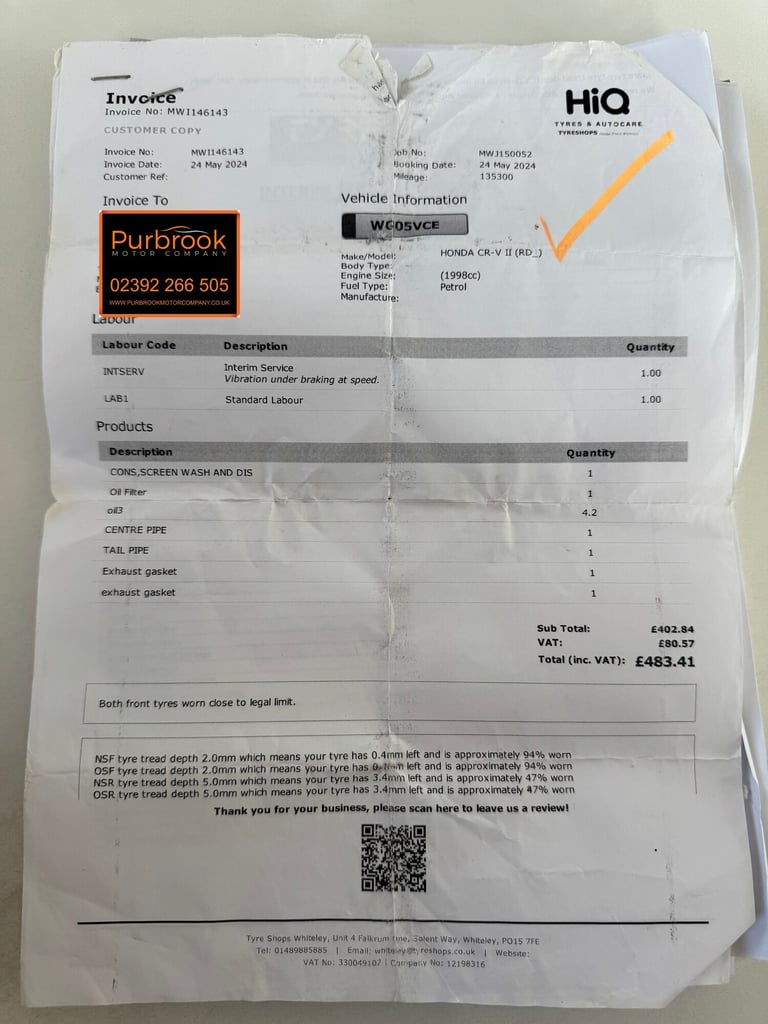 Invoice
Invoice No: MWI146143
CUSTOMER COPY
HiQ
TYRES & AUTOCARE
TYRESHOPS
Invoice No: MWI146143
Invoice Date: 24 May 2024
Customer Ref:
Job No: MWJ150052
Booking Date: 24 May 2024
Mileage: 135300
Invoice To
Purbrook
MOTOR COMPANY
02392 266 505
WWW.PURBROOKMOTORCOMPANY.CO.UK
Vehicle Information
WG05VCE
Make/Model: HONDA CR-V II (RD_)
Body Type:
Engine Size: (1998cc)
Fuel Type: Petrol
Manufacture:
Labour
Labour Code Description Quantity
INTSERV Interim Service 1.00
Vibration under braking at speed.
LAB1 Standard Labour 1.00
Products
Description Quantity
CONS,SCREEN WASH AND DIS 1
Oil Filter 1
oil3 4.2
CENTRE PIPE 1
TAIL PIPE 1
Exhaust gasket 1
exhaust gasket 1
Sub Total: £402.84
VAT: £80.57
Total (inc. VAT): £483.41
Both front tyres worn close to legal limit.
NSF tyre tread depth 2.0mm which means your tyre has 0.4mm left and is approximately 94% worn
OSF tyre tread depth 2.0mm which means your tyre has left and is approximately 94% worn
NSR tyre tread depth 5.0mm which means your tyre has 3.4mm left and is approximately 47% worn
OSR tyre tread depth 5.0mm which means your tyre has 3.4mm left and is approximately 47% worn
Thank you for your business, please scan here to leave us a review!
Tyre Shops Whiteley, Unit 4 Solent Way, Whiteley, PO15 7FE
Tel: 01489885885 | Email: whiteley@tyreshops.co.uk | Website:
VAT No: 330049107 | Company No: 12198316